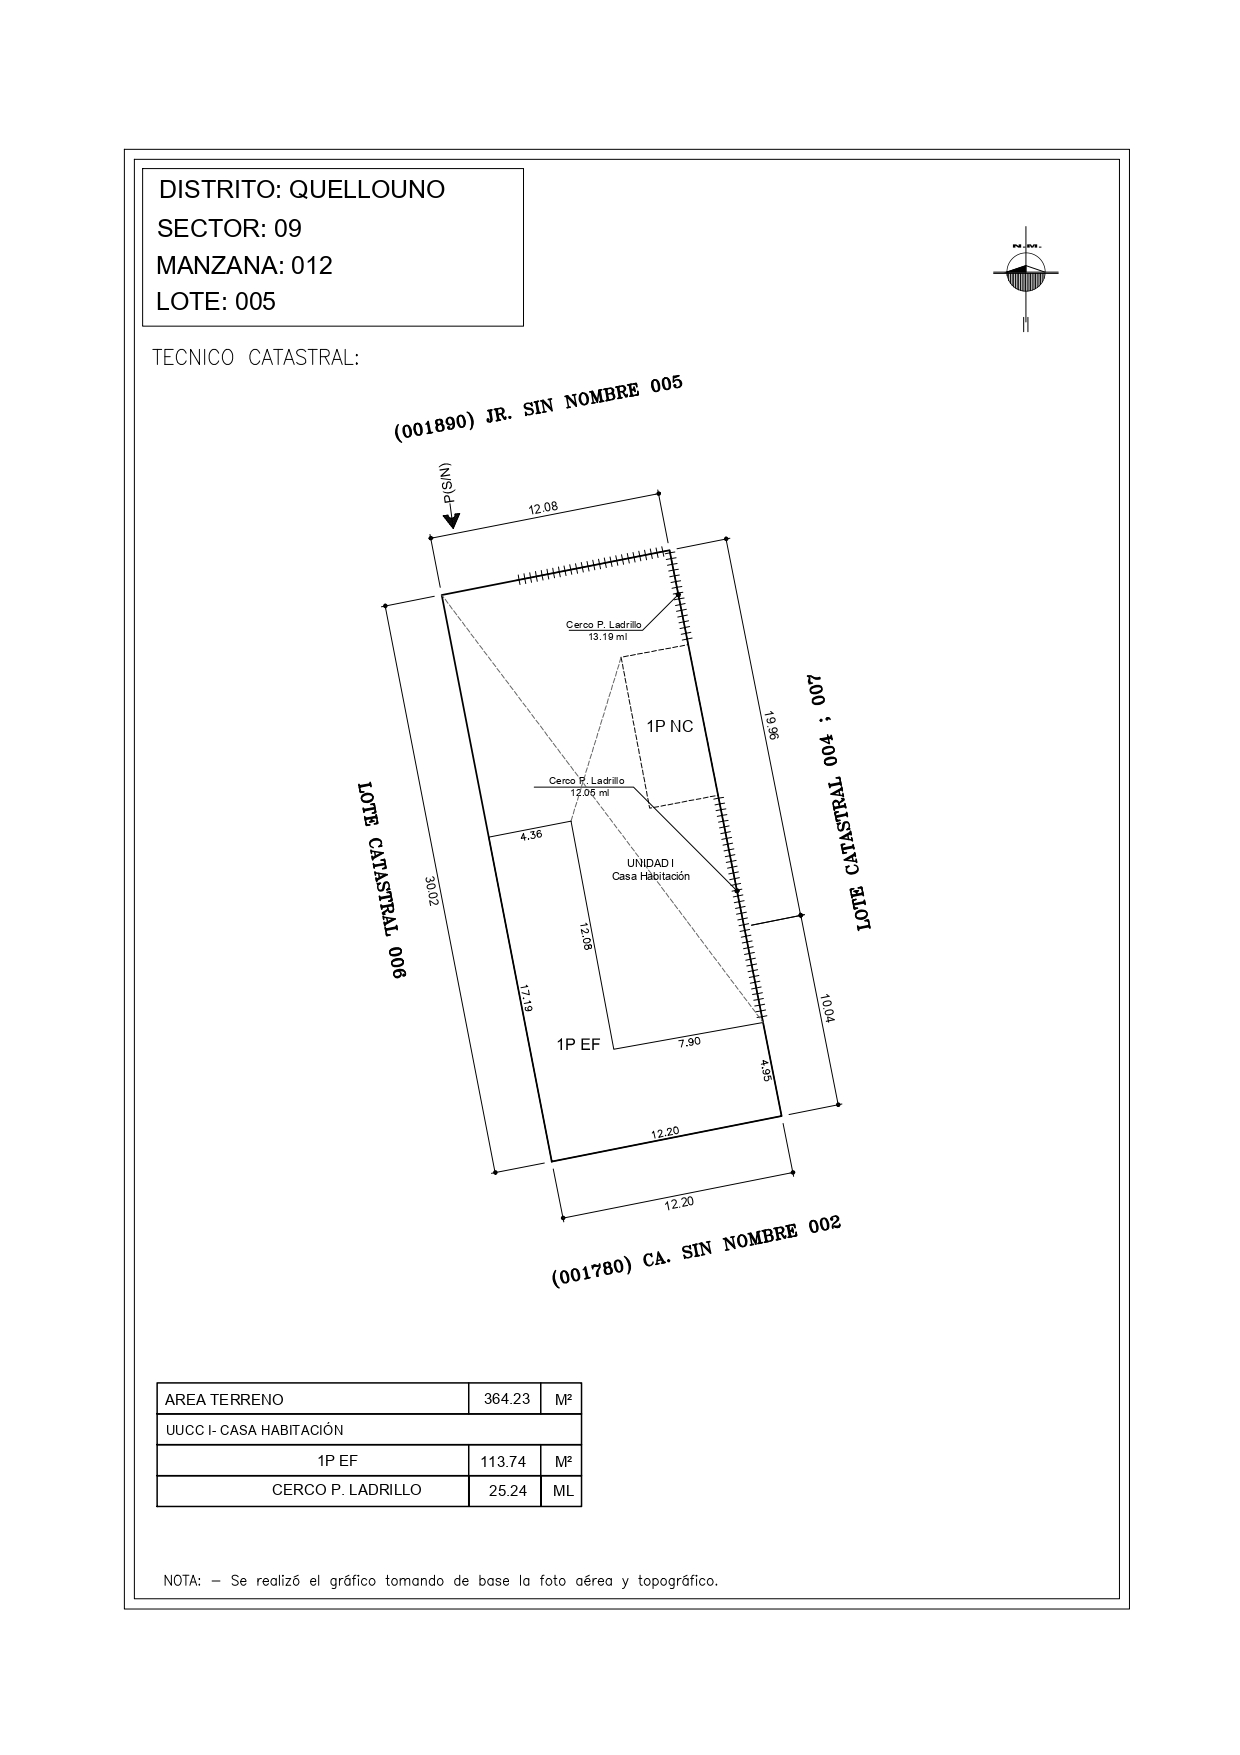 DISTRITO: QUELLOUNO
SECTOR: 09
MANZANA: 012
LOTE: 005
N.M.
TECNICO CATASTRAL:
(001890) JR. SIN NOMBRE 005
P(S/N)
12.08
Cerco P. Ladrillo
13.19 ml
1P NC
19.96
LOTE CATASTRAL 004 ; 007
Cerco P. Ladrillo
12.05 ml
LOTE CATASTRAL 006
30.02
4.36
UNIDAD I
Casa Habitación
12.08
17.19
10.04
1P EF
7.90
4.95
12.20
12.20
(001780) CA. SIN NOMBRE 002
AREA TERRENO 364.23 M²
UUCC I- CASA HABITACIÓN
1P EF 113.74 M²
CERCO P. LADRILLO 25.24 ML
NOTA: – Se realizó el gráfico tomando de base la foto aérea y topográfico.